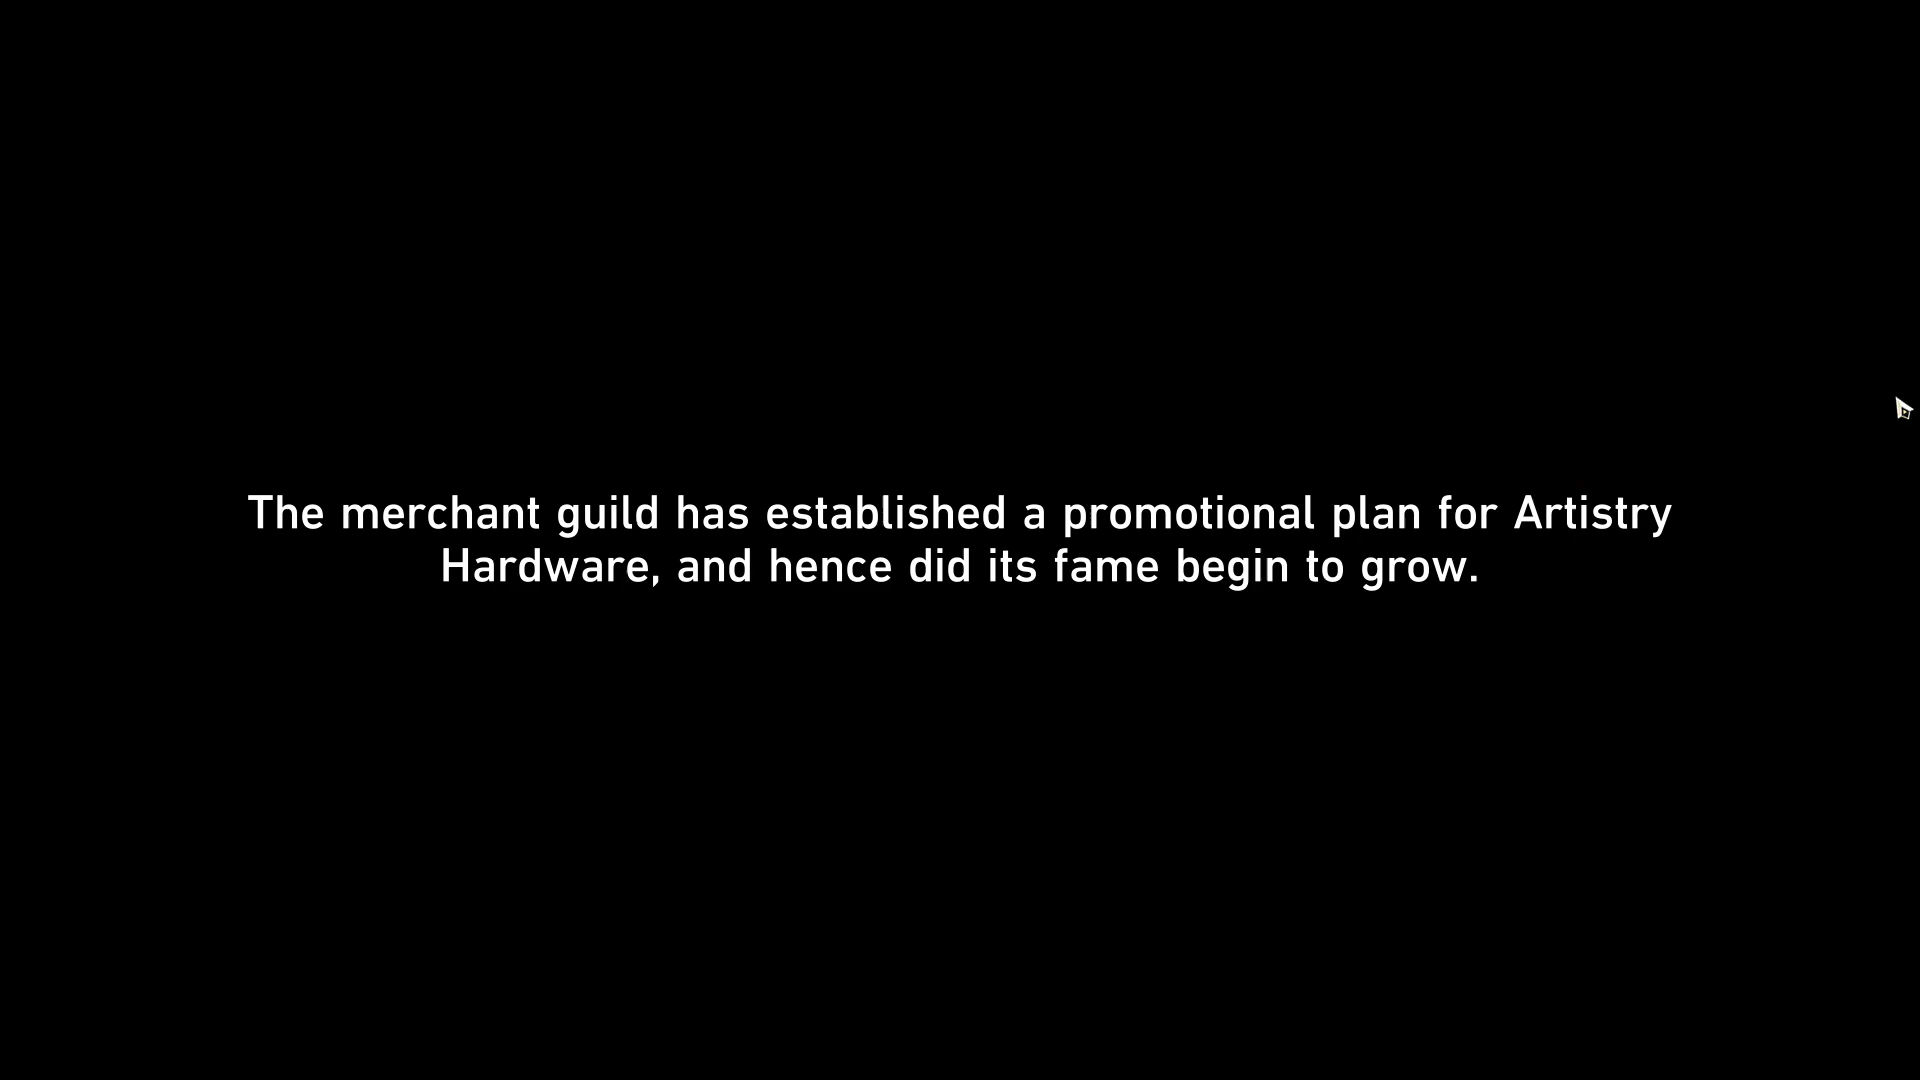 The merchant guild has established a promotional plan for Artistry
Hardware, and hence did its fame begin to grow.